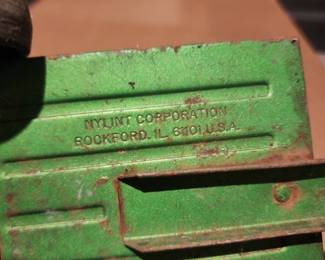 NYLINT CORPORATION
ROCKFORD. IL. 61101, U.S.A.